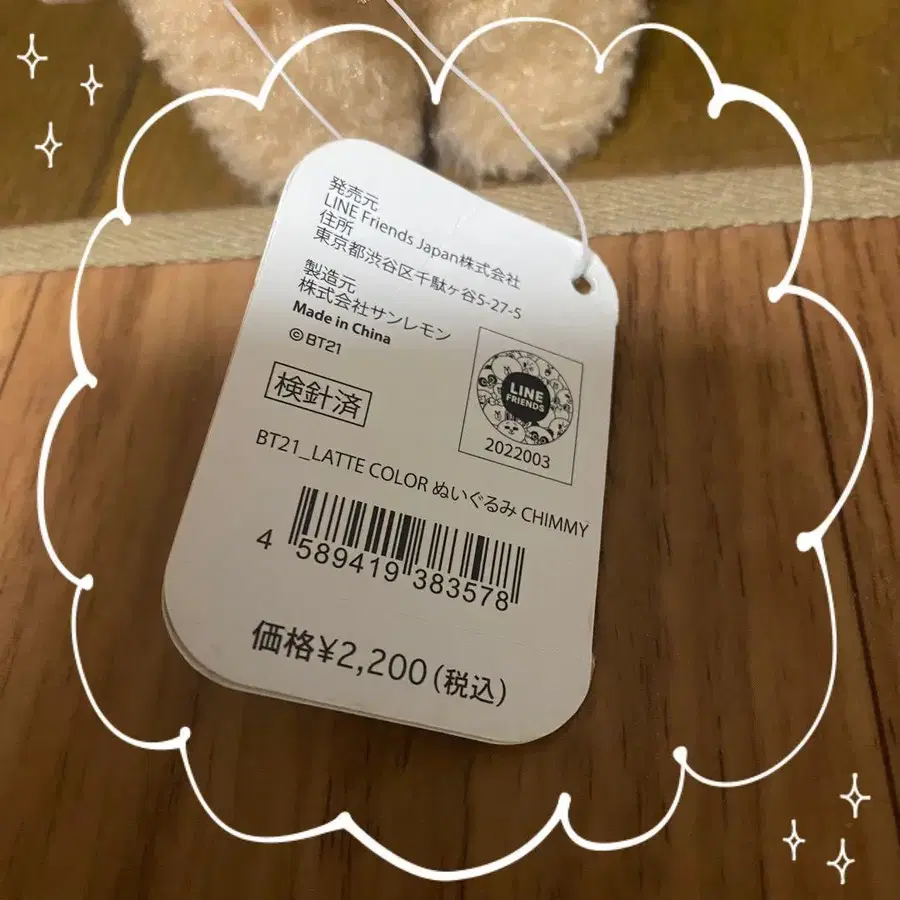 発売元
LINE Friends Japan株式会社
住所
東京都渋谷区千駄ヶ谷5-27-5
製造元
株式会社サンレモン
Made in China
©BT21
検針済
LINE
FRIENDS
2022003
BT21_LATTE COLOR ぬいぐるみ CHIMMY
4 589419 383578
価格¥2,200(税込)